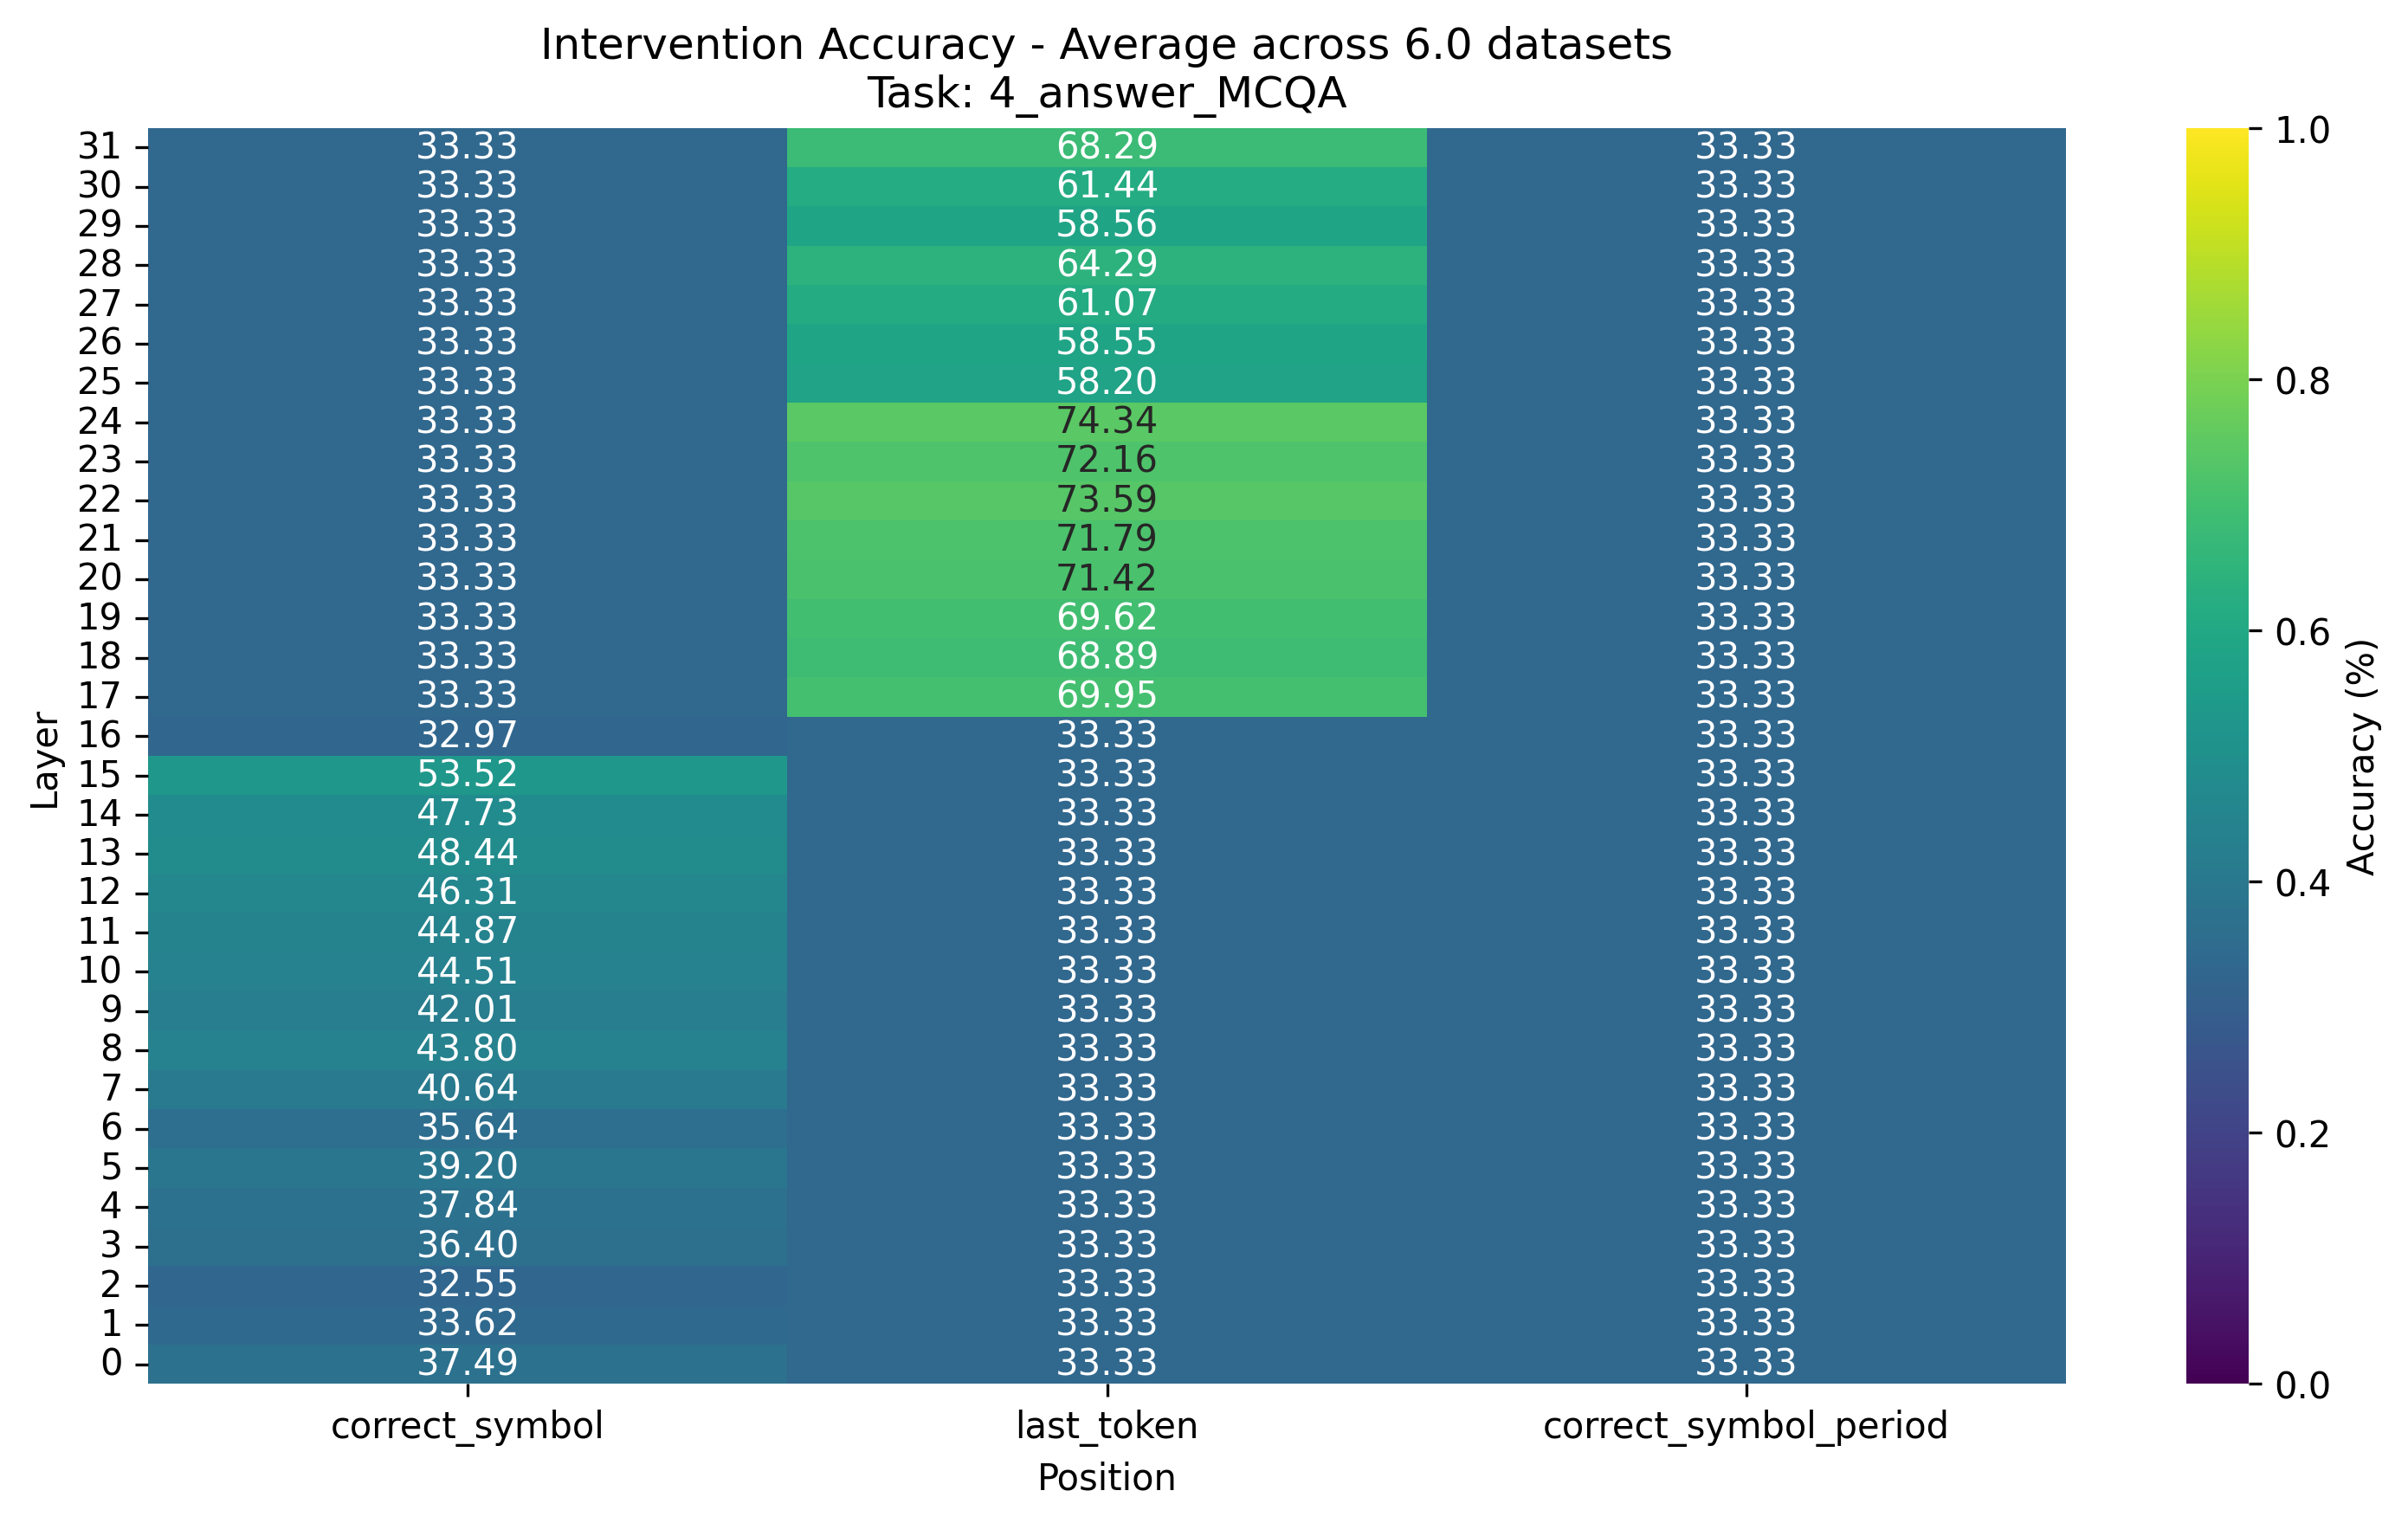 Intervention Accuracy - Average across 6.0 datasets
Task: 4_answer_MCQA
31 33.33 68.29 33.33 1.0
30 33.33 61.44 33.33
29 33.33 58.56 33.33
28 33.33 64.29 33.33
27 33.33 61.07 33.33
26 33.33 58.55 33.33
25 33.33 58.20 33.33 0.8
24 33.33 74.34 33.33
23 33.33 72.16 33.33
22 33.33 73.59 33.33
21 33.33 71.79 33.33
20 33.33 71.42 33.33
19 33.33 69.62 33.33 0.6
18 33.33 68.89 33.33
17 33.33 69.95 33.33
16 32.97 33.33 33.33
15 53.52 33.33 33.33
14 47.73 33.33 33.33
13 48.44 33.33 33.33
12 46.31 33.33 33.33 0.4
11 44.87 33.33 33.33
10 44.51 33.33 33.33
9 42.01 33.33 33.33
8 43.80 33.33 33.33
7 40.64 33.33 33.33
6 35.64 33.33 33.33 0.2
5 39.20 33.33 33.33
4 37.84 33.33 33.33
3 36.40 33.33 33.33
2 32.55 33.33 33.33
1 33.62 33.33 33.33
0 37.49 33.33 33.33 0.0
Layer
Accuracy (%)
correct_symbol last_token correct_symbol_period
Position